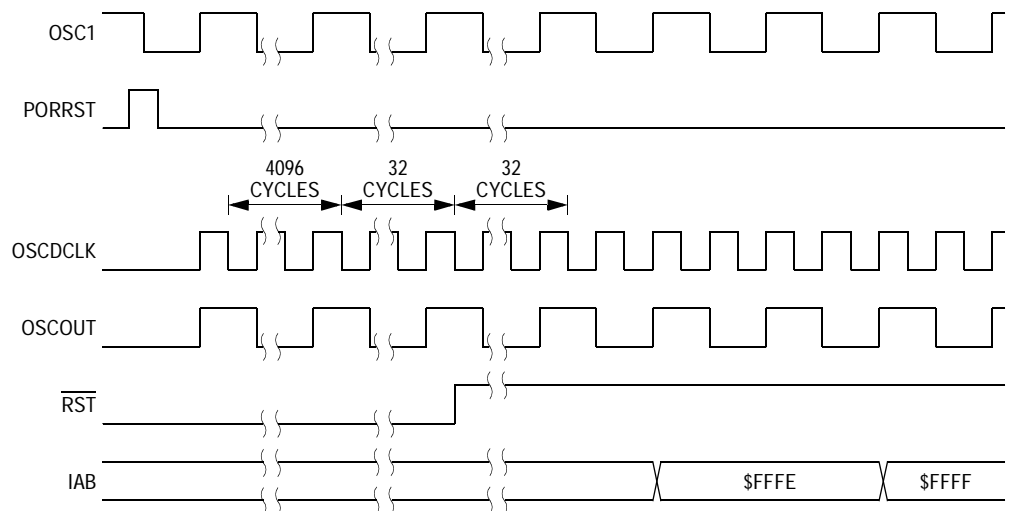 OSC1
PORRST
4096
CYCLES
32
CYCLES
32
CYCLES
OSCDCLK
OSCOUT
RST
IAB
$FFFE
$FFFF